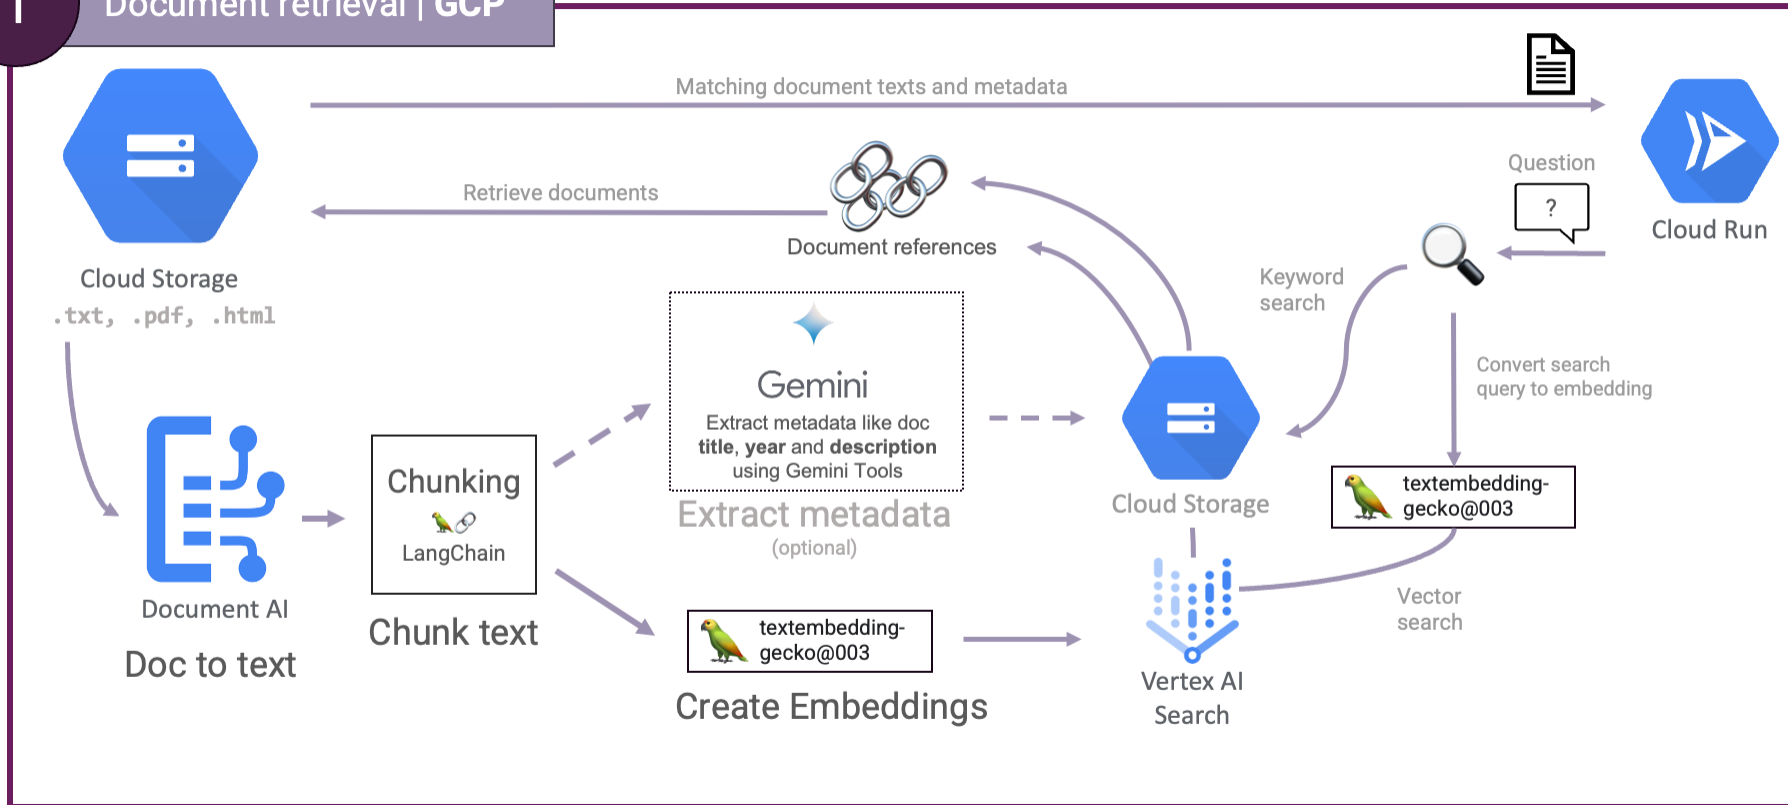 Document retrieval | GCP
Matching document texts and metadata
Question
?
Cloud Run
Retrieve documents
Document references
Cloud Storage
.txt, .pdf, .html
Keyword
search
Convert search
query to embedding
Gemini
Extract metadata like doc
title, year and description
using Gemini Tools
Extract metadata
(optional)
Chunking
LangChain
Chunk text
Document AI
Doc to text
Cloud Storage
textembedding-
gecko@003
Vector
search
textembedding-
gecko@003
Create Embeddings
Vertex AI
Search